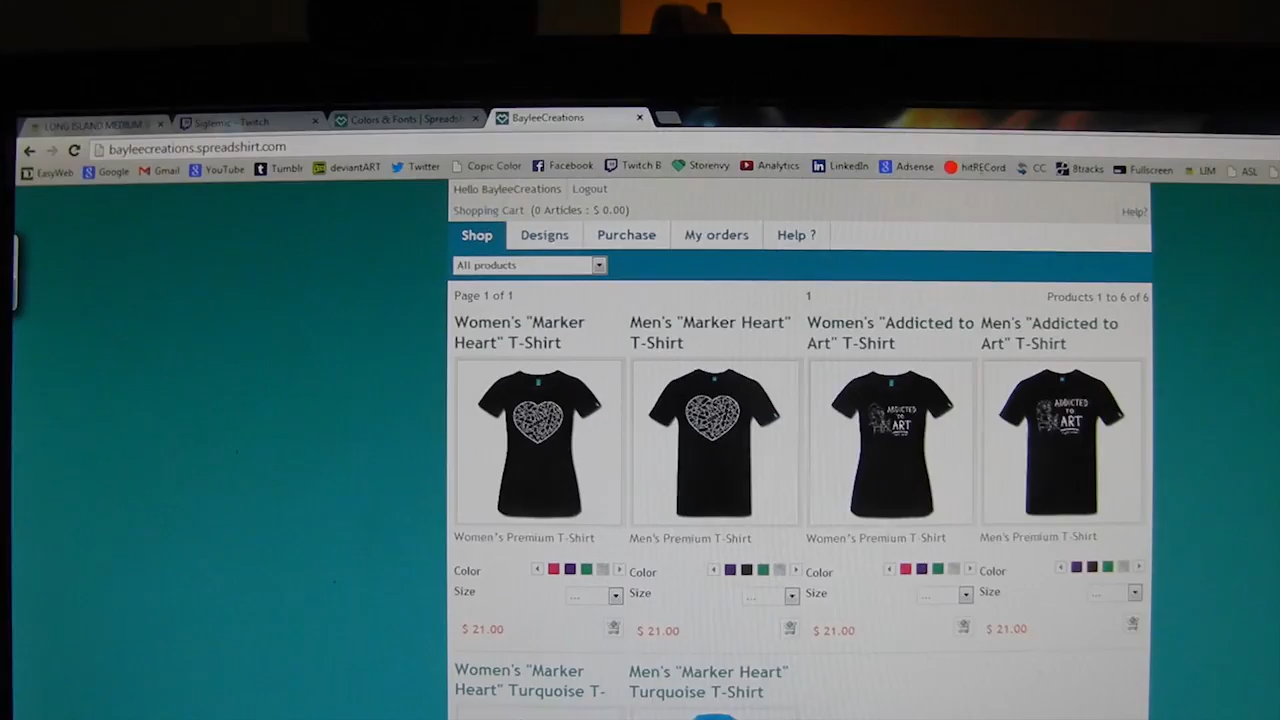 LONG ISLAND MEDIUM
Siglemic - Twitch
Colors & Fonts | Spreadsh
BayleeCreations
bayleecreations.spreadshirt.com
EasyWeb Google Gmail YouTube Tumblr deviantART Twitter Copic Color Facebook Twitch B Storenvy Analytics LinkedIn Adsense hitRECord CC 8tracks Fullscreen LIM ASL
Hello BayleeCreations Logout
Shopping Cart (0 Articles : $ 0.00)
Help?
Shop Designs Purchase My orders Help ?
All products
Page 1 of 1 1 Products 1 to 6 of 6
Women's "Marker
Heart" T-Shirt
Men's "Marker Heart"
T-Shirt
Women's "Addicted to
Art" T-Shirt
Men's "Addicted to
Art" T-Shirt
ADDICTED
TO
ART
ADDICTED
TO
ART
Women's Premium T-Shirt
Men's Premium T-Shirt
Women's Premium T-Shirt
Men's Premium T-Shirt
Color
Color
Color
Color
Size ...
Size ...
Size ...
Size ...
$ 21.00
$ 21.00
$ 21.00
$ 21.00
Women's "Marker
Heart" Turquoise T-
Men's "Marker Heart"
Turquoise T-Shirt